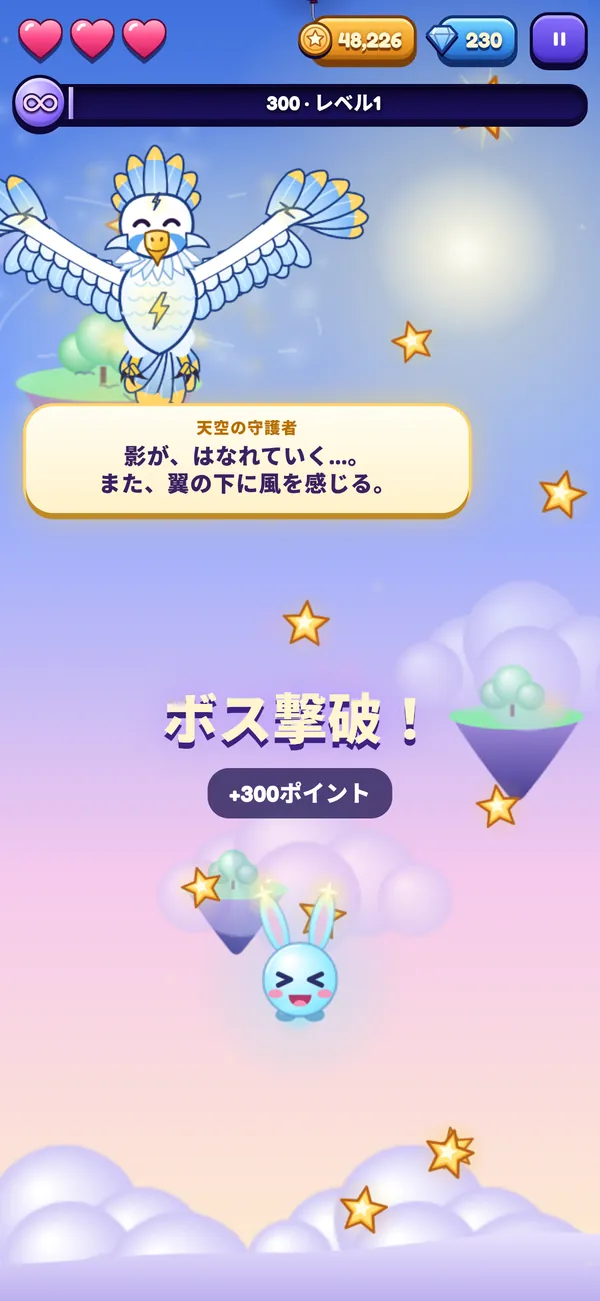 48,226
230
300 · レベル1
天空の守護者
影が、はなれていく…。
また、翼の下に風を感じる。
ボス撃破！
+300ポイント